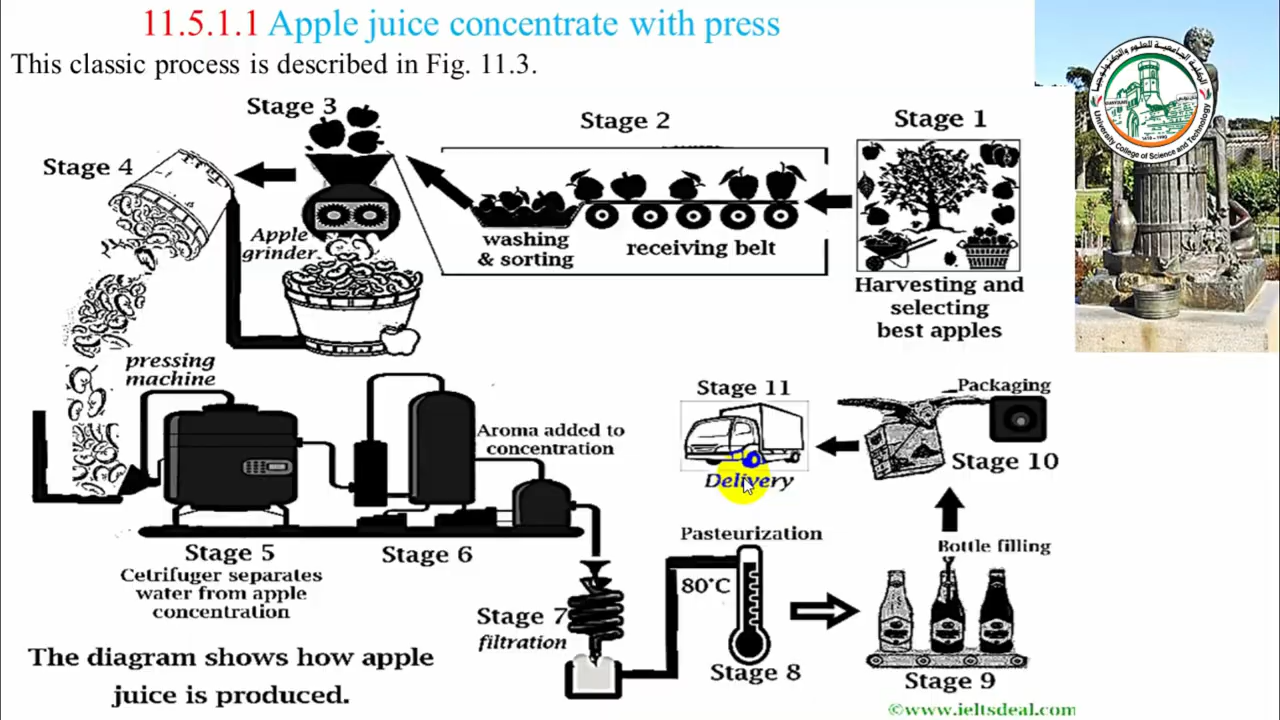 11.5.1.1 Apple juice concentrate with press
This classic process is described in Fig. 11.3.
Stage 1
Harvesting and
selecting
best apples
Stage 2
receiving belt
washing
& sorting
Stage 3
Apple
grinder
Stage 4
pressing
machine
Stage 5
Cetrifuger separates
water from apple
concentration
Stage 6
Aroma added to
concentration
Stage 7
filtration
Pasteurization
80°C
Stage 8
Bottle filling
Stage 9
Packaging
Stage 10
Stage 11
Delivery
The diagram shows how apple
juice is produced.
©www.ieltsdeal.com
University College of Science and Technology